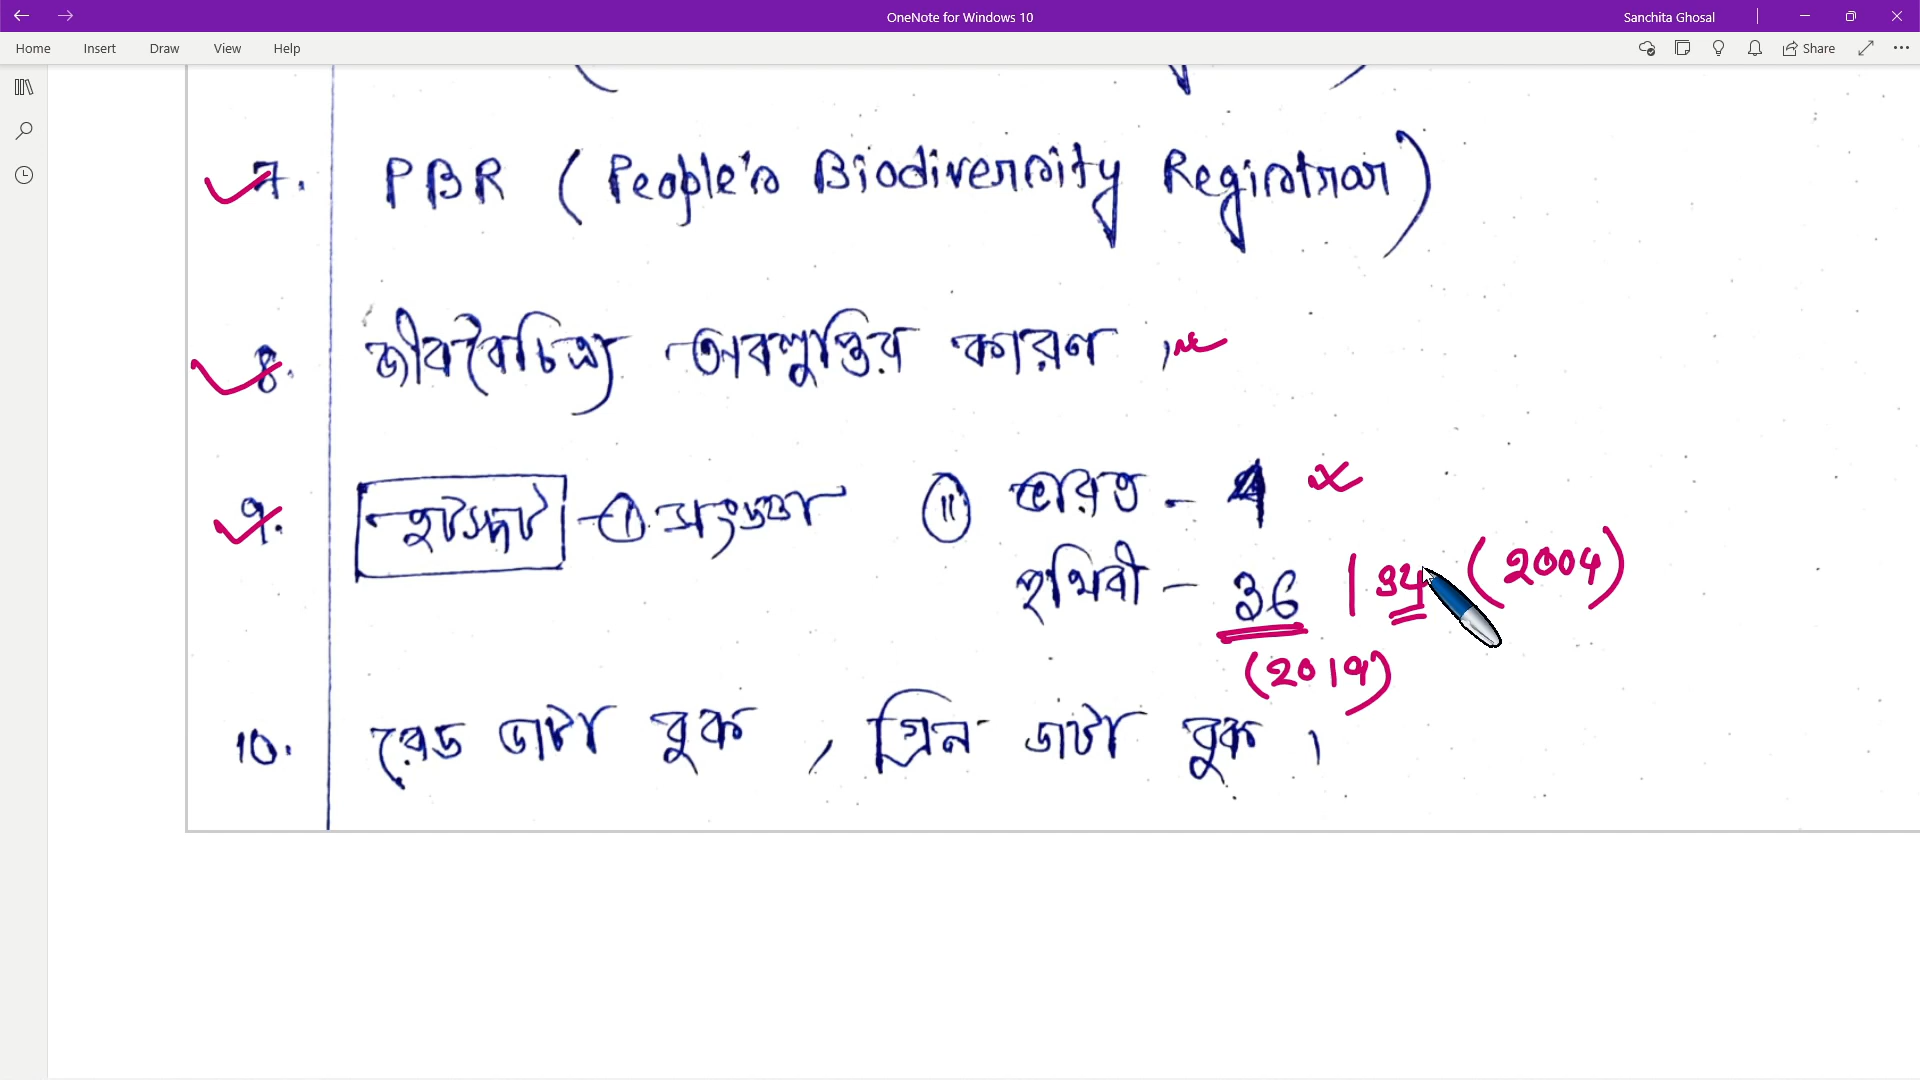 OneNote for Windows 10
Sanchita Ghosal
Home Insert Draw View Help
Share
7. PBR (People's Biodiversity Registrar)
8. জীববৈচিত্র্য অবলুপ্তির কারণ।
৭. হটস্পট - (i) সংজ্ঞা (ii) ভারত - 4
পৃথিবী - 36 | 34 (2004)
(2017)
10. রেড ডাটা বুক, গ্রিন ডাটা বুক।